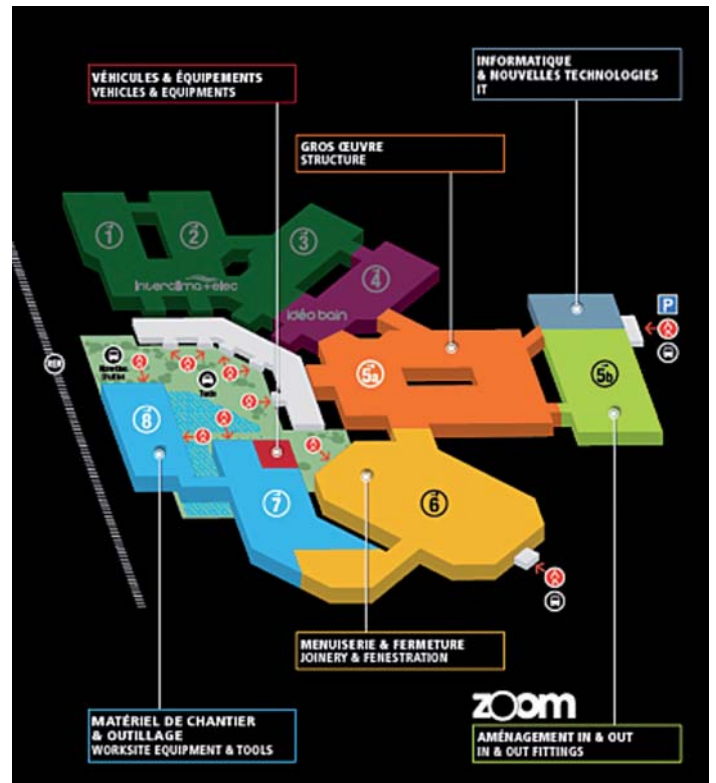 VÉHICULES & ÉQUIPEMENTS
VEHICLES & EQUIPMENTS
INFORMATIQUE
& NOUVELLES TECHNOLOGIES
IT
GROS ŒUVRE
STRUCTURE
1
2
3
4
interclima+elec
idéo bain
P
RER
Navettes
Taxis
5a
5b
8
7
6
MENUISERIE & FERMETURE
JOINERY & FENESTRATION
zoom
MATÉRIEL DE CHANTIER
& OUTILLAGE
WORKSITE EQUIPMENT & TOOLS
AMÉNAGEMENT IN & OUT
IN & OUT FITTINGS